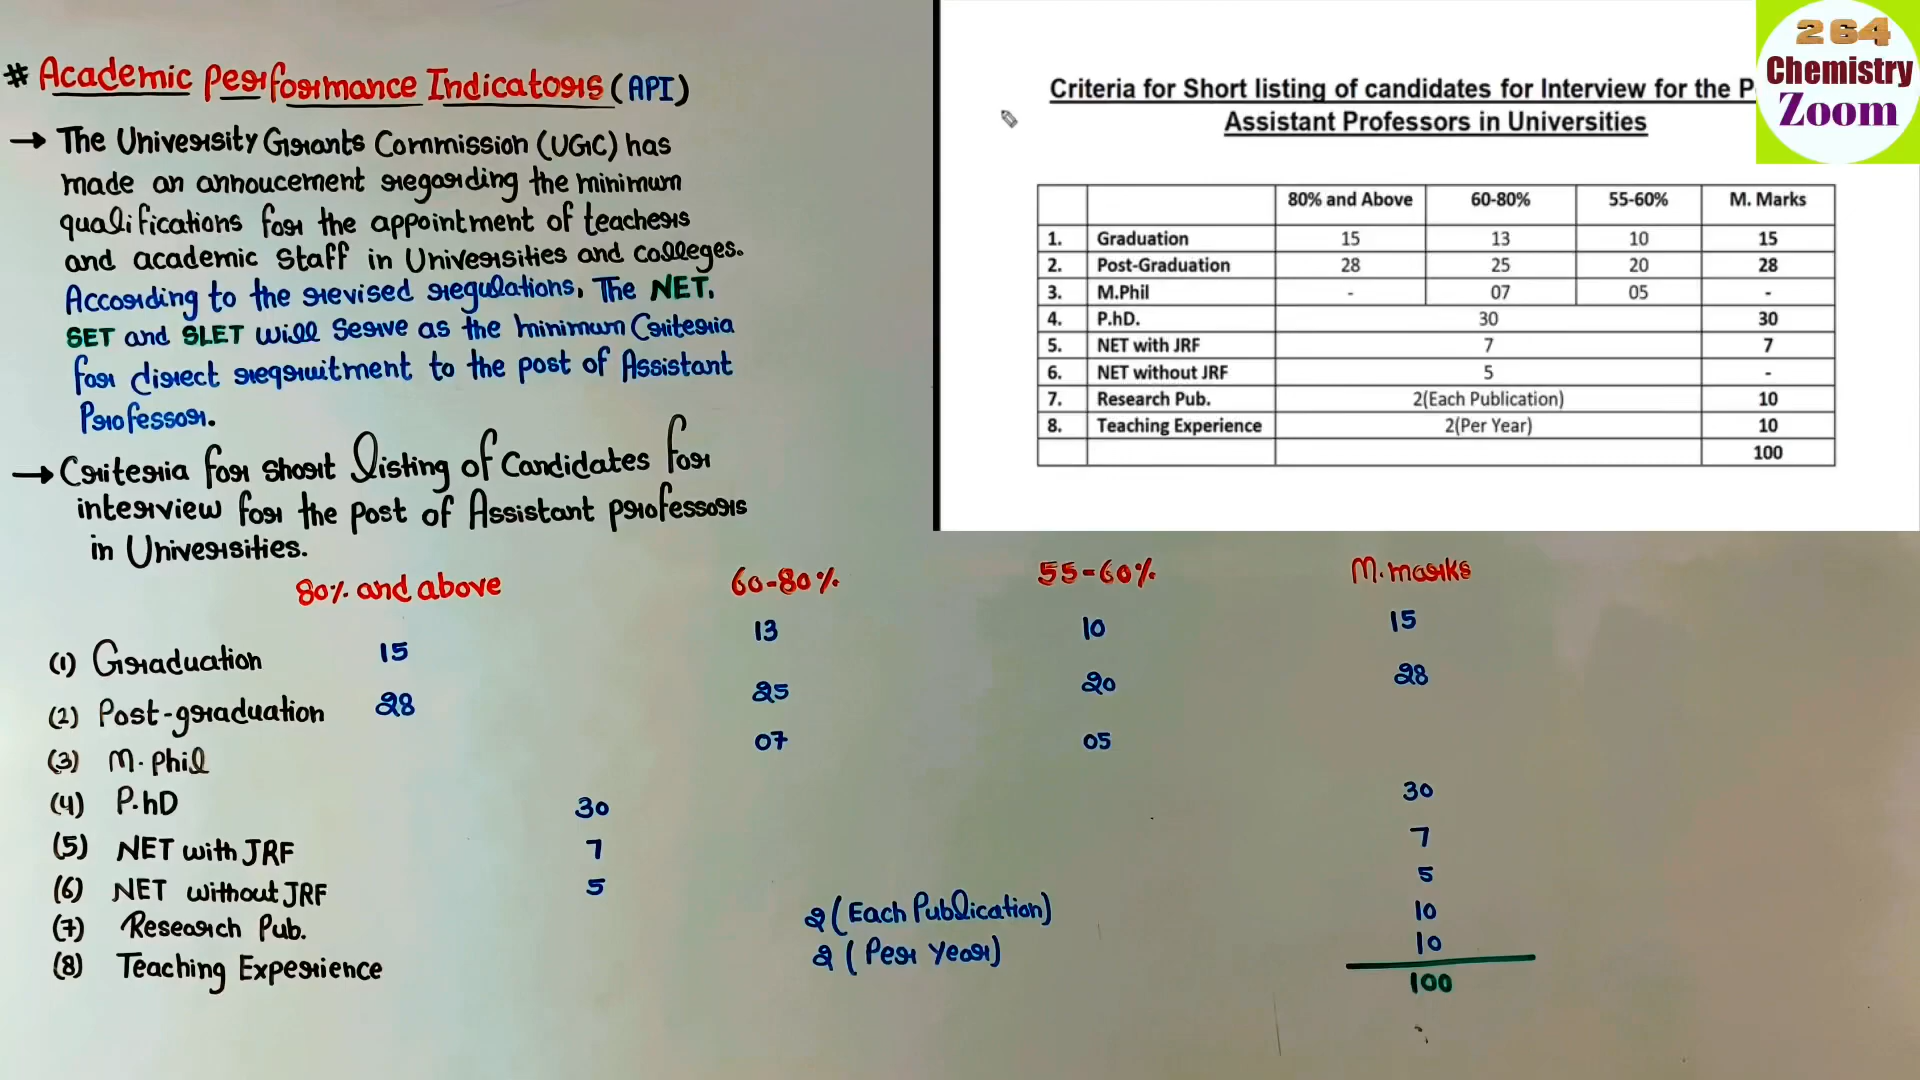 # Academic Performance Indicators (API)
→ The University Grants Commission (UGC) has
made an annoucement regarding the minimum
qualifications for the appointment of teachers
and academic staff in Universities and colleges.
According to the revised regulations, The NET,
SET and SLET will serve as the minimum Criteria
for direct reqruitment to the post of Assistant
Professor.
→ Criteria for short listing of Candidates for
interview for the post of Assistant professors
in Universities.
80% and above 60-80% 55-60% M. marks
(1) Graduation 15 13 10 15
(2) Post-graduation 28 25 20 28
(3) M. phil 07 05
(4) P.hD 30 30
(5) NET with JRF 7 7
(6) NET without JRF 5 5
(7) Research Pub. 2 (Each Publication) 10
(8) Teaching Experience 2 (Per Year) 10
100
Criteria for Short listing of candidates for Interview for the P
Assistant Professors in Universities
80% and Above 60-80% 55-60% M. Marks
1. Graduation 15 13 10 15
2. Post-Graduation 28 25 20 28
3. M.Phil - 07 05 -
4. P.hD. 30 30
5. NET with JRF 7 7
6. NET without JRF 5 -
7. Research Pub. 2(Each Publication) 10
8. Teaching Experience 2(Per Year) 10
100
264
Chemistry
Zoom